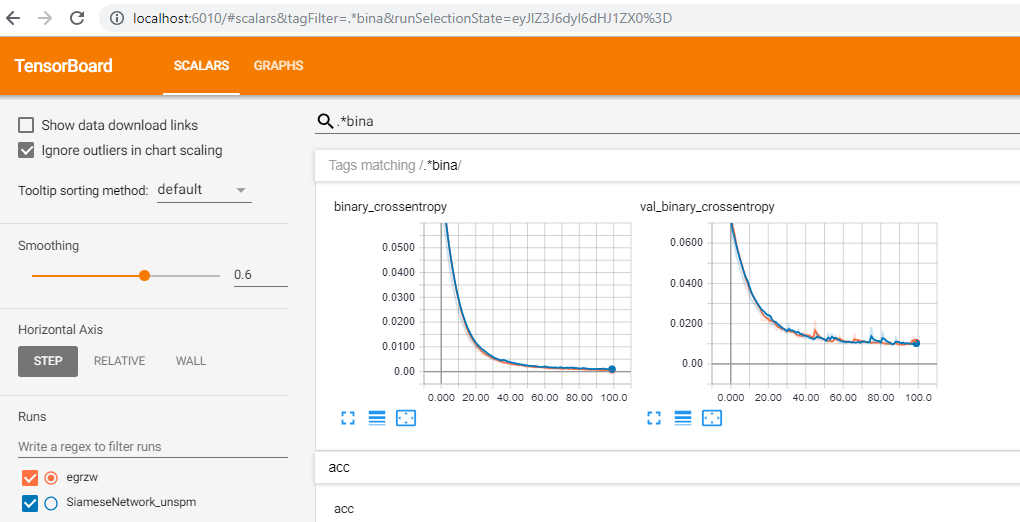 localhost:6010/#scalars&tagFilter=.*bina&runSelectionState=eyJlZ3J6dyI6dHJ1ZX0%3D
TensorBoard SCALARS GRAPHS
Show data download links
Ignore outliers in chart scaling
Tooltip sorting method: default
Smoothing
0.6
Horizontal Axis
STEP RELATIVE WALL
Runs
Write a regex to filter runs
egrzw
SiameseNetwork_unspm
.*bina
Tags matching /.*bina/
binary_crossentropy
0.0500
0.0400
0.0300
0.0200
0.0100
0.00
0.000 20.00 40.00 60.00 80.00 100.0
val_binary_crossentropy
0.0600
0.0400
0.0200
0.00
0.000 20.00 40.00 60.00 80.00 100.0
acc
acc